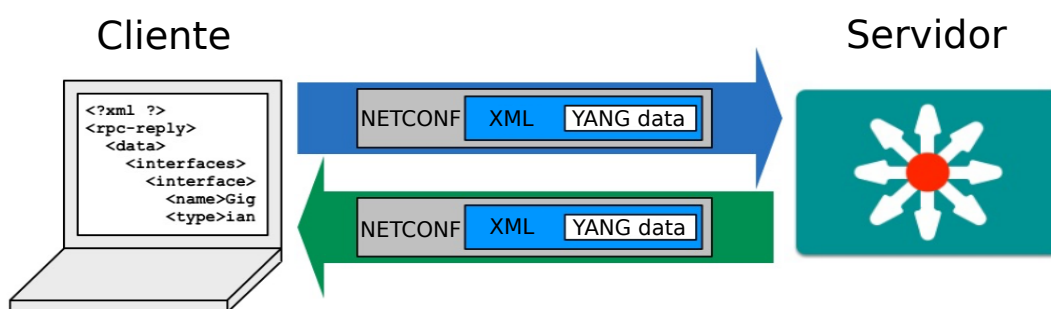 Cliente
Servidor
<?xml ?>
<rpc-reply>
<data>
<interfaces>
<interface>
<name>Gig
<type>ian
NETCONF XML YANG data
NETCONF XML YANG data